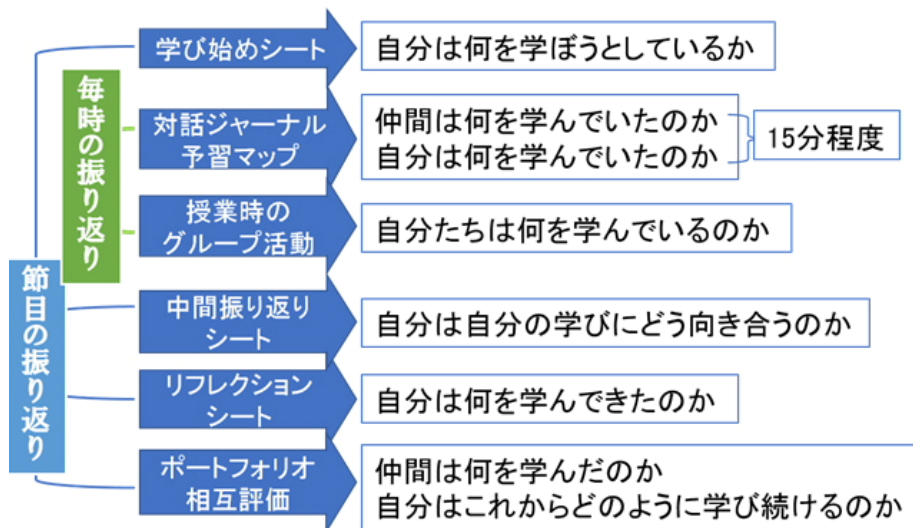 学び始めシート
自分は何を学ぼうとしているか
毎時の振り返り
対話ジャーナル
予習マップ
仲間は何を学んでいたのか
自分は何を学んでいたのか
15分程度
授業時の
グループ活動
自分たちは何を学んでいるのか
節目の振り返り
中間振り返り
シート
自分は自分の学びにどう向き合うのか
リフレクション
シート
自分は何を学んできたのか
ポートフォリオ
相互評価
仲間は何を学んだのか
自分はこれからどのように学び続けるのか